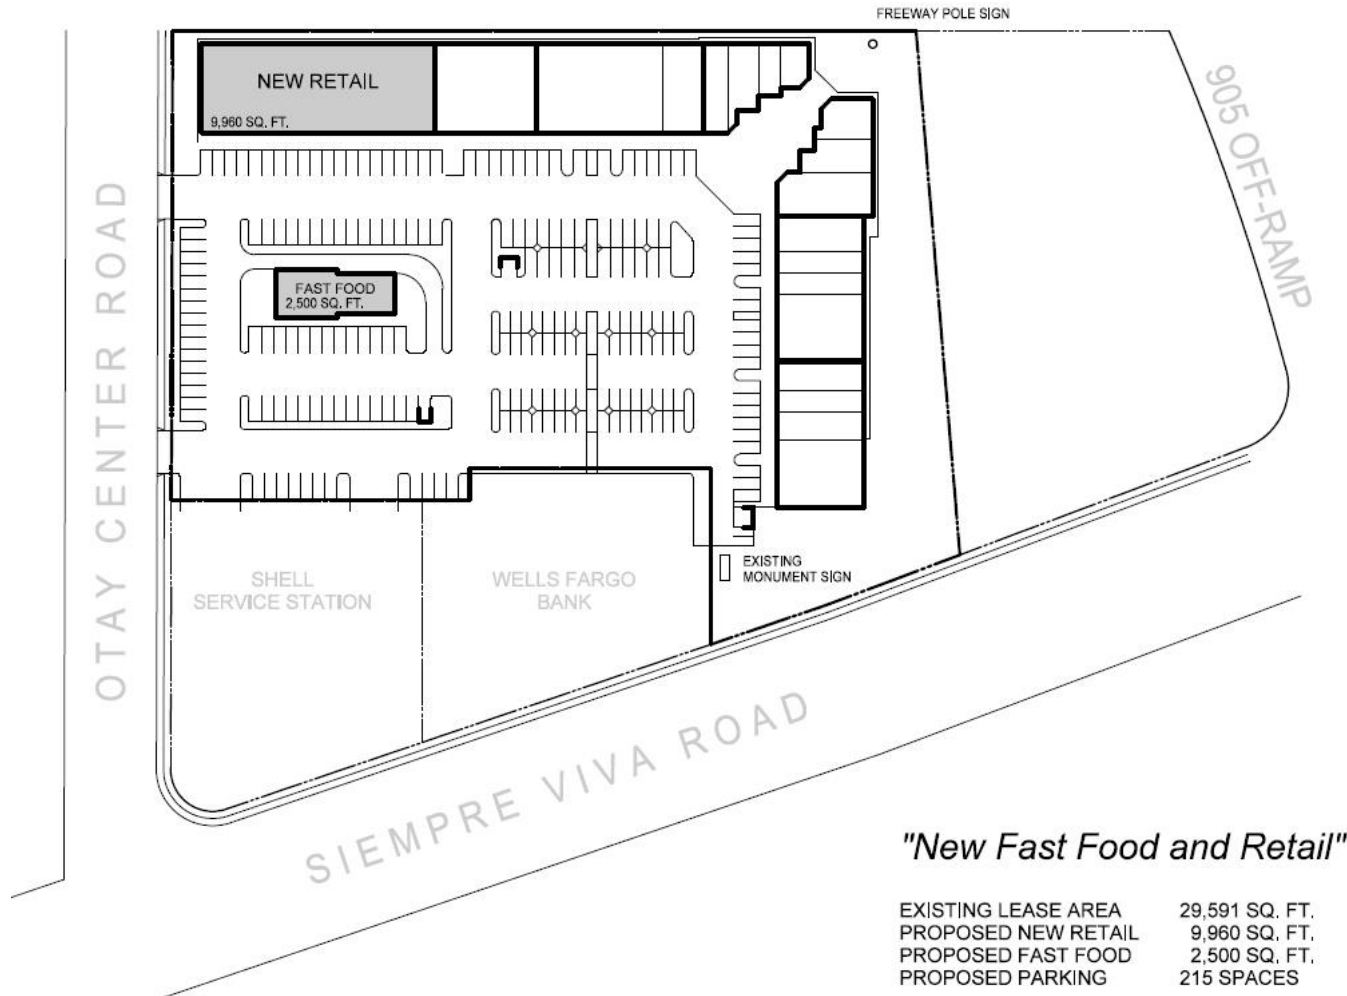 FREEWAY POLE SIGN
NEW RETAIL
9,960 SQ. FT.
905 OFF-RAMP
OTAY CENTER ROAD
FAST FOOD
2,500 SQ. FT.
EXISTING
MONUMENT SIGN
SHELL
SERVICE STATION
WELLS FARGO
BANK
SIEMPRE VIVA ROAD
"New Fast Food and Retail"
EXISTING LEASE AREA 29,591 SQ. FT.
PROPOSED NEW RETAIL 9,960 SQ. FT.
PROPOSED FAST FOOD 2,500 SQ. FT.
PROPOSED PARKING 215 SPACES